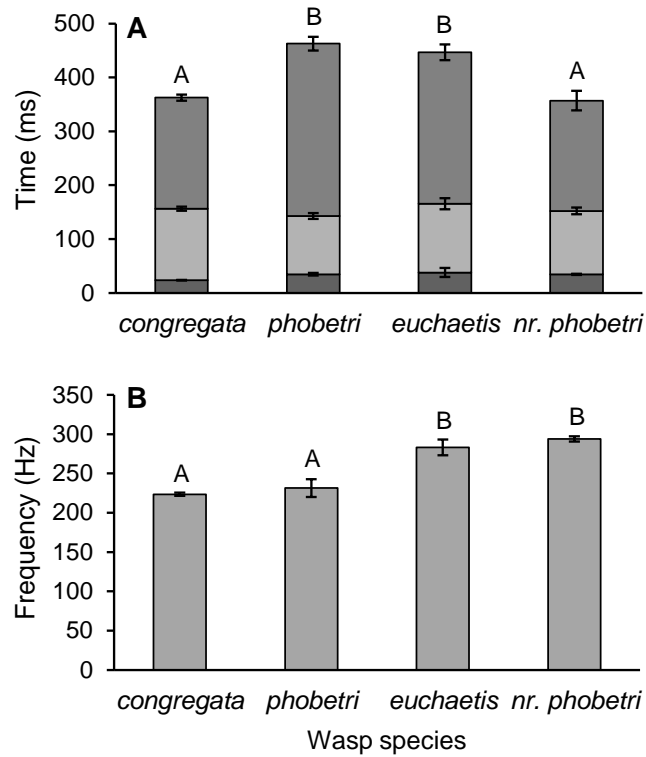 A
Time (ms)
500
400
300
200
100
0
A
B
B
A
congregata phobetri euchaetis nr. phobetri
B
Frequency (Hz)
350
300
250
200
150
100
50
0
A
A
B
B
congregata phobetri euchaetis nr. phobetri
Wasp species